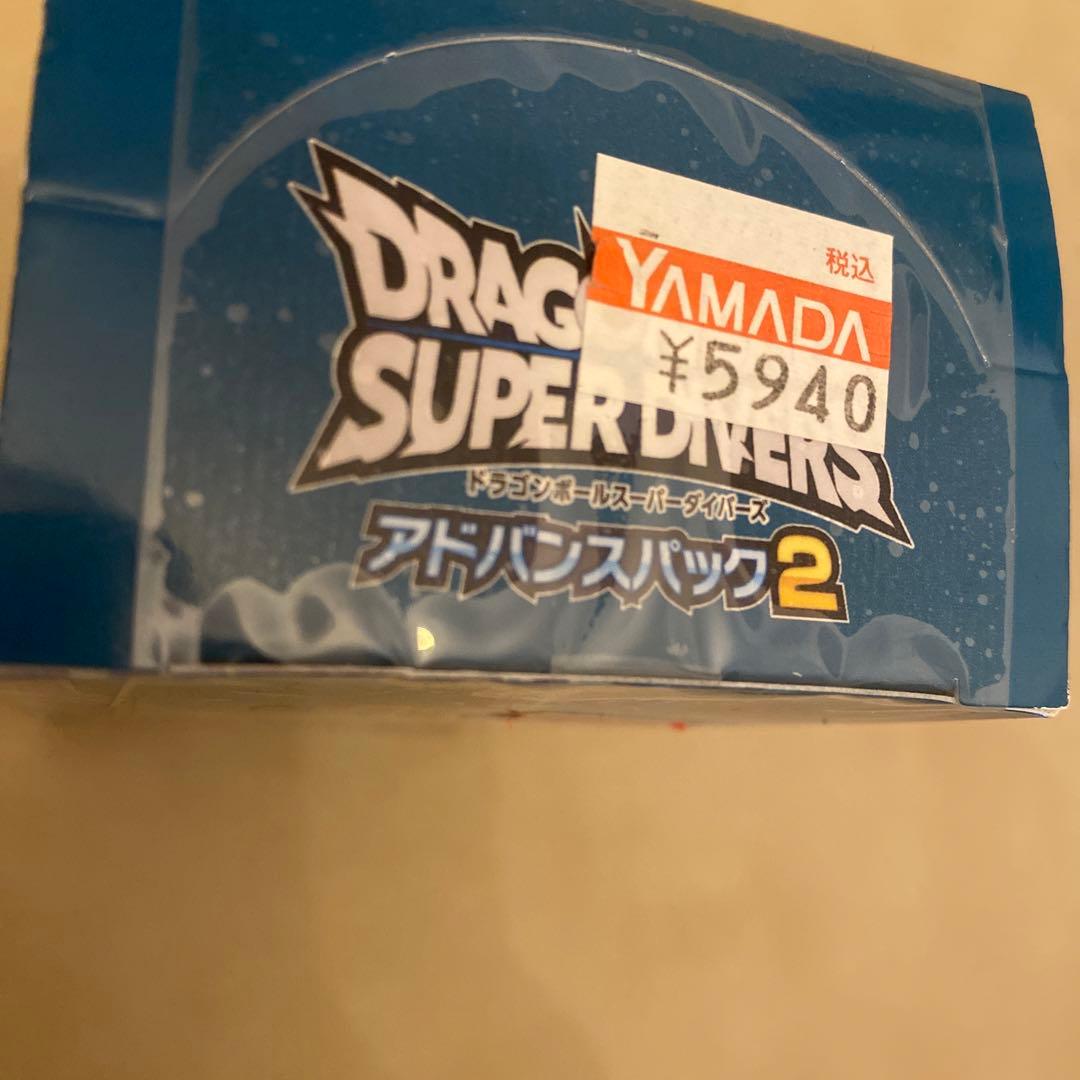 DRAG
SUPER DIVERS
税込
YAMADA
¥5940
ドラゴンボールスーパーダイバーズ
アドバンスパック2